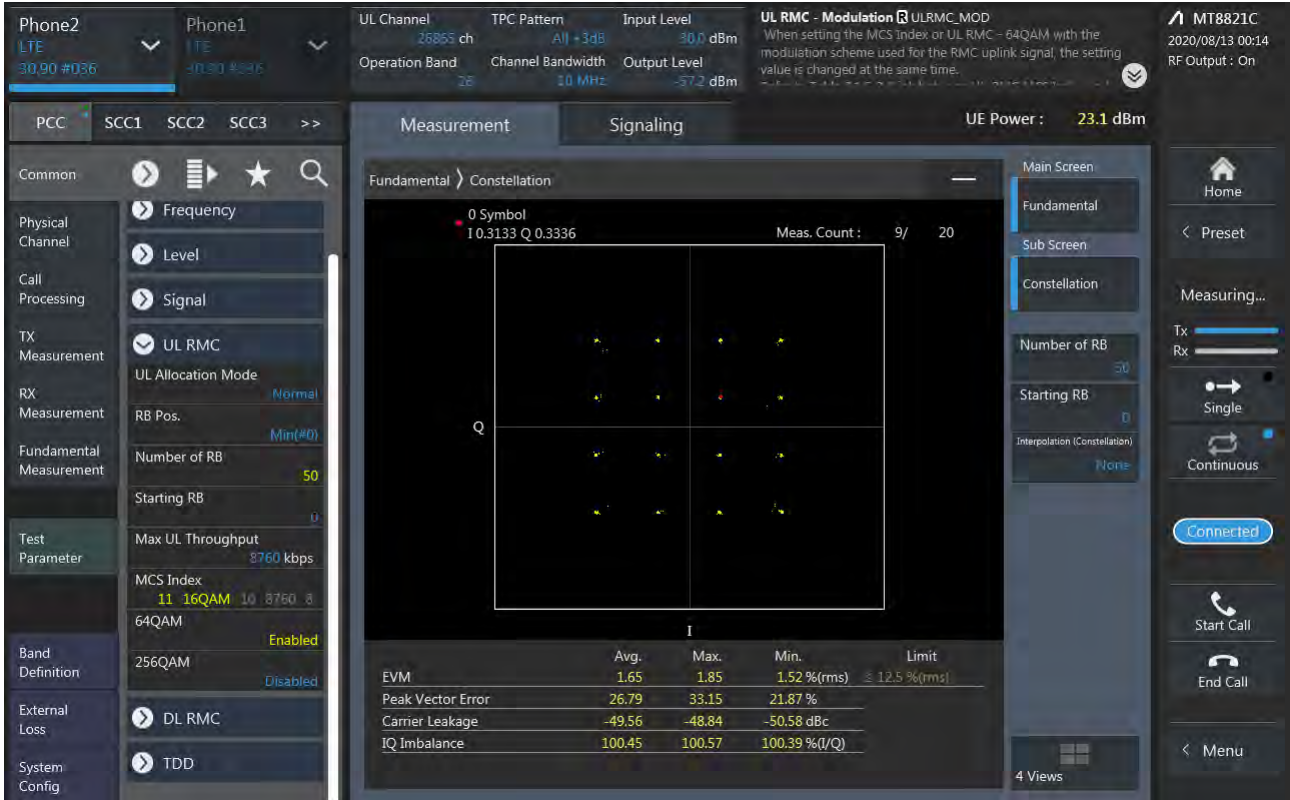 Phone2
LTE
30.90 #036
Phone1
LTE
30.90 #036
UL Channel
26865 ch
Operation Band
26
TPC Pattern
All +3dB
Channel Bandwidth
10 MHz
Input Level
30.0 dBm
Output Level
-57.2 dBm
UL RMC - Modulation R ULRMC_MOD
When setting the MCS Index or UL RMC - 64QAM with the
modulation scheme used for the RMC uplink signal, the setting
value is changed at the same time.
MT8821C
2020/08/13 00:14
RF Output : On
PCC SCC1 SCC2 SCC3 >>
Measurement
Signaling
UE Power : 23.1 dBm
Common
Physical
Channel
Call
Processing
TX
Measurement
RX
Measurement
Fundamental
Measurement
Test
Parameter
Band
Definition
External
Loss
System
Config
Frequency
Level
Signal
UL RMC
UL Allocation Mode
Normal
RB Pos.
Min(#0)
Number of RB
50
Starting RB
0
Max UL Throughput
8760 kbps
MCS Index
11 16QAM 10 8760 8
64QAM
Enabled
256QAM
Disabled
DL RMC
TDD
Fundamental 〉 Constellation
0 Symbol
I 0.3133 Q 0.3336
Meas. Count : 9/ 20
Q
I
Avg. Max. Min. Limit
EVM 1.65 1.85 1.52 %(rms) ≦ 12.5 %(rms)
Peak Vector Error 26.79 33.15 21.87 %
Carrier Leakage -49.56 -48.84 -50.58 dBc
IQ Imbalance 100.45 100.57 100.39 %(I/Q)
Main Screen
Fundamental
Sub Screen
Constellation
Number of RB
50
Starting RB
0
Interpolation (Constellation)
None
4 Views
Home
< Preset
Measuring...
Tx
Rx
Single
Continuous
Connected
Start Call
End Call
< Menu